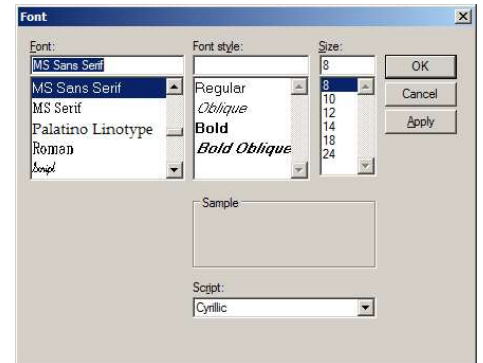 Font
Font:
Font style:
Size:
MS Sans Serif
8
OK
MS Sans Serif
MS Serif
Palatino Linotype
Roman
Script
Regular
Oblique
Bold
Bold Oblique
8
10
12
14
18
24
Cancel
Apply
Sample
Script:
Cyrillic